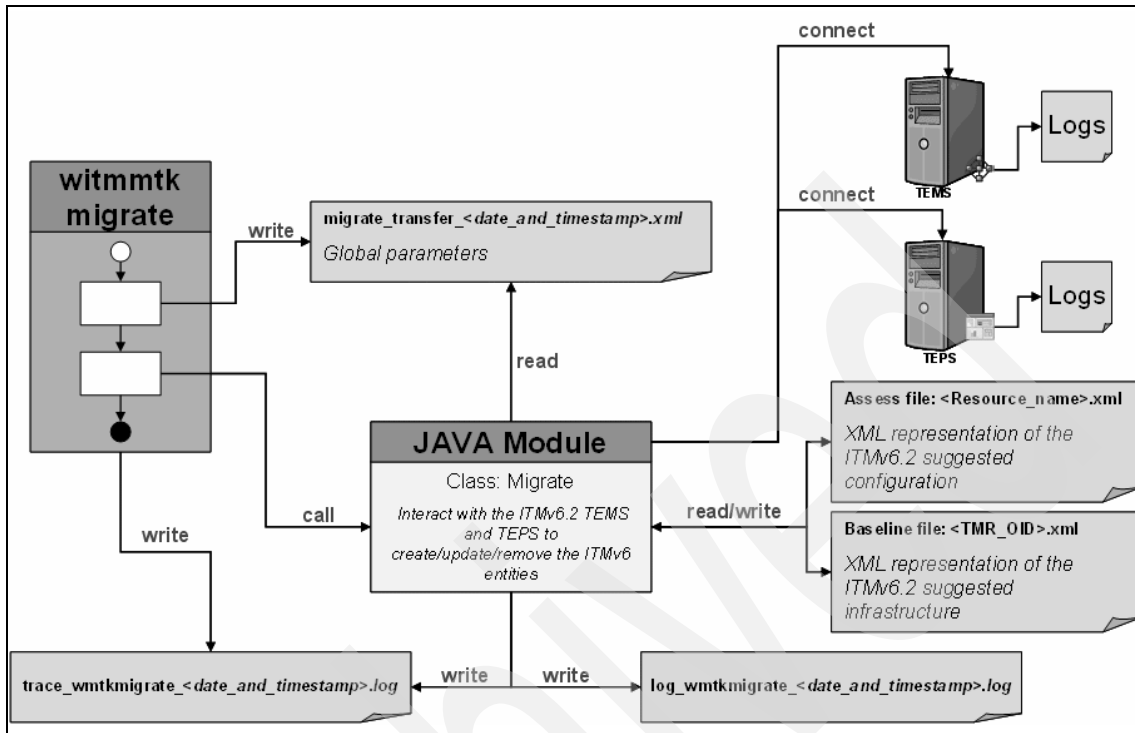 connect
Logs
TEMS
witmmtk
migrate
connect
write
migrate_transfer_<date_and_timestamp>.xml
Global parameters
Logs
TEPS
read
Assess file: <Resource_name>.xml
XML representation of the
ITMv6.2 suggested
configuration
JAVA Module
Class: Migrate
Interact with the ITMv6.2 TEMS
and TEPS to
create/update/remove the ITMv6
entities
call
read/write
Baseline file: <TMR_OID>.xml
XML representation of the
ITMv6.2 suggested
infrastructure
write
trace_wmtkmigrate_<date_and_timestamp>.log
write
write
log_wmtkmigrate_<date_and_timestamp>.log